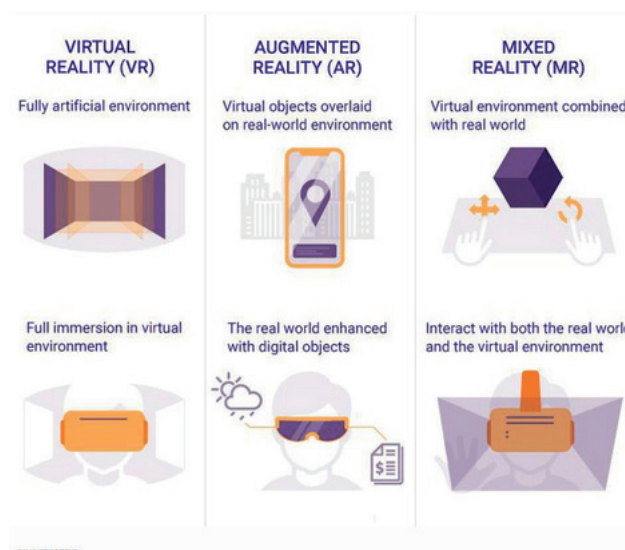 VIRTUAL
REALITY (VR)
Fully artificial environment
Full immersion in virtual
environment
AUGMENTED
REALITY (AR)
Virtual objects overlaid
on real-world environment
The real world enhanced
with digital objects
$
MIXED
REALITY (MR)
Virtual environment combined
with real world
Interact with both the real world
and the virtual environment